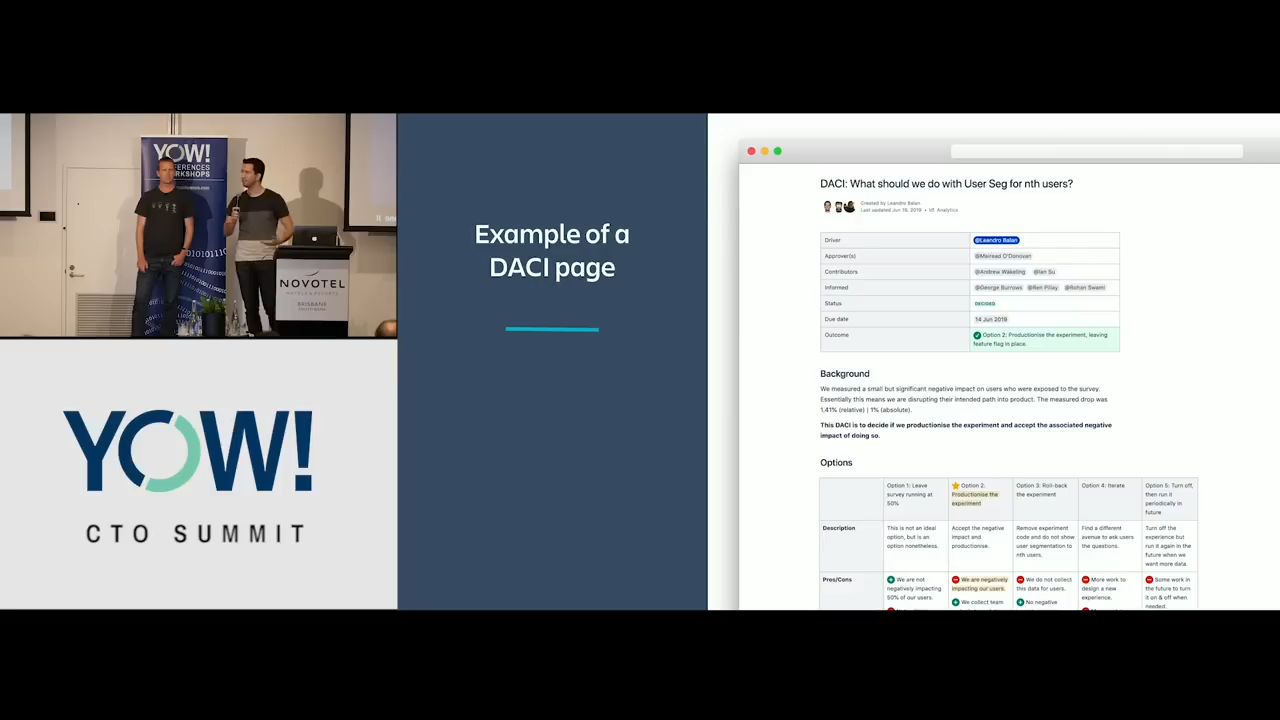 YOW!
CONFERENCES
WORKSHOPS
NOVOTEL
BRISBANE
YOW!
CTO SUMMIT
Example of a
DACI page
DACI: What should we do with User Seg for nth users?
Created by Leandro Balan
Last updated Jun 19, 2019 • VF. Analytics
Driver @Leandro Balan
Approver(s) @Mairead O'Donovan
Contributors @Andrew Wakeling @Ian Su
Informed @George Burrows @Ren Pillay @Rohan Swami
Status DECIDED
Due date 14 Jun 2019
Outcome Option 2: Productionise the experiment, leaving
feature flag in place.
Background
We measured a small but significant negative impact on users who were exposed to the survey.
Essentially this means we are disrupting their intended path into product. The measured drop was
1.41% (relative) | 1% (absolute).
This DACI is to decide if we productionise the experiment and accept the associated negative
impact of doing so.
Options
Option 1: Leave
survey running at
50%
Option 2:
Productionise the
experiment
Option 3: Roll-back
the experiment
Option 4: Iterate
Option 5: Turn off,
then run it
periodically in
future
Description
This is not an ideal
option, but is an
option nonetheless.
Accept the negative
impact and
productionise.
Remove experiment
code and do not show
user segmentation to
nth users.
Find a different
avenue to ask users
the questions.
Turn off the
experience but
run it again in the
future when we
want more data.
Pros/Cons
We are not
negatively impacting
50% of our users.
We are negatively
impacting our users.
We collect team
We do not collect
this data for users.
No negative
More work to
design a new
experience.
Some work in
the future to turn
it on & off when
needed.